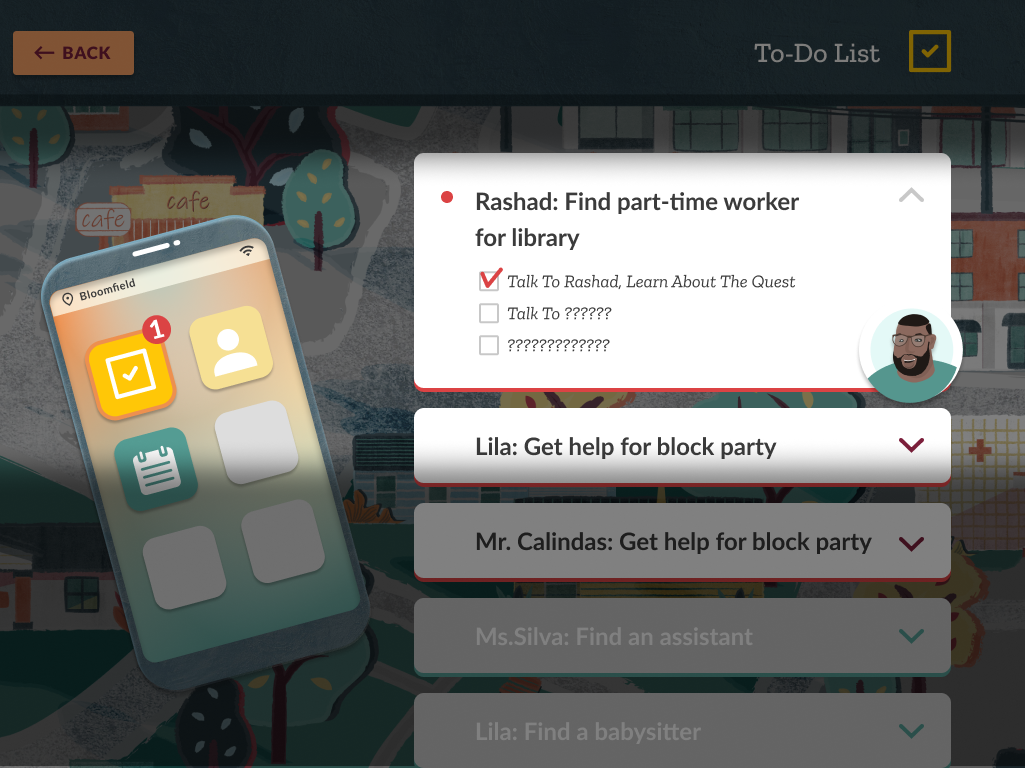 BACK
To-Do List
cafe
cafe
Bloomfield
1
Rashad: Find part-time worker
for library
Talk To Rashad, Learn About The Quest
Talk To ??????
?????????????
Lila: Get help for block party
Mr. Calindas: Get help for block party
Ms.Silva: Find an assistant
Lila: Find a babysitter